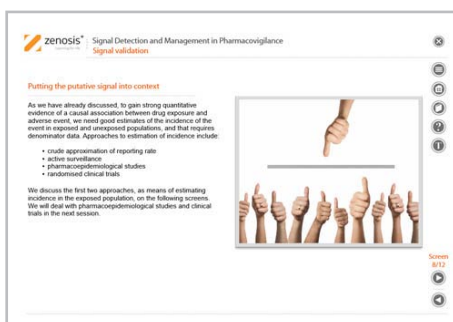 zenosis®
Signal Detection and Management in Pharmacovigilance
Signal validation
Putting the putative signal into context
As we have already discussed, to gain strong quantitative
evidence of a causal association between drug exposure and
adverse event, we need good estimates of the incidence of the
event in exposed and unexposed populations, and that requires
denominator data. Approaches to estimation of incidence include:
• crude approximation of reporting rate
• active surveillance
• pharmacoepidemiological studies
• randomised clinical trials
We discuss the first two approaches, as means of estimating
incidence in the exposed population, on the following screens.
We will deal with pharmacoepidemiological studies and clinical
trials in the next session.
Screen
8/12